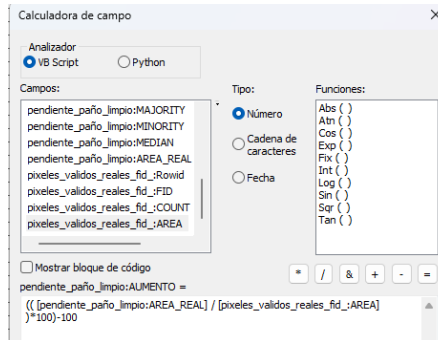 Calculadora de campo
Analizador
VB Script Python
Campos: Tipo: Funciones:
pendiente_paño_limpio:MAJORITY
pendiente_paño_limpio:MINORITY
pendiente_paño_limpio:MEDIAN
pendiente_paño_limpio:AREA_REAL
pixeles_validos_reales_fid_:Rowid
pixeles_validos_reales_fid_:FID
pixeles_validos_reales_fid_:COUNT
pixeles_validos_reales_fid_:AREA
Número
Cadena de
caracteres
Fecha
Abs ( )
Atn ( )
Cos ( )
Exp ( )
Fix ( )
Int ( )
Log ( )
Sin ( )
Sqr ( )
Tan ( )
Mostrar bloque de código
* / & + - =
pendiente_paño_limpio:AUMENTO =
(( [pendiente_paño_limpio:AREA_REAL] / [pixeles_validos_reales_fid_:AREA]
)*100)-100